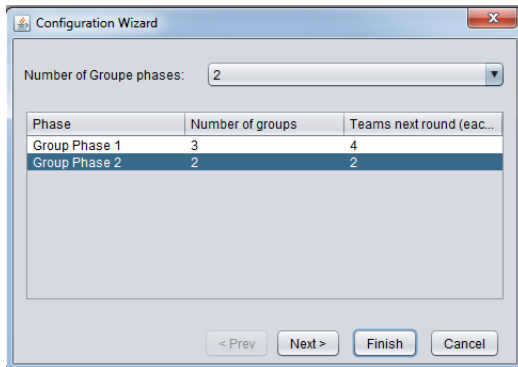 Configuration Wizard
Number of Groupe phases: 2
Phase Number of groups Teams next round (eac...
Group Phase 1 3 4
Group Phase 2 2 2
< Prev Next > Finish Cancel